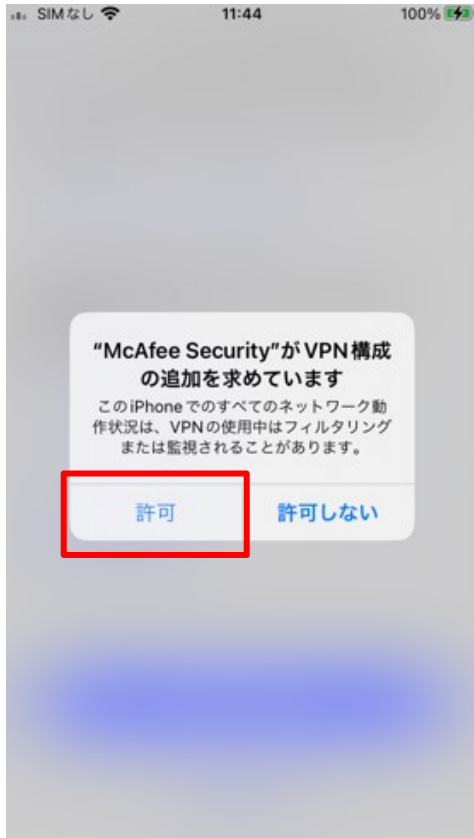 SIMなし 11:44 100%
“McAfee Security”がVPN構成
の追加を求めています
このiPhoneでのすべてのネットワーク動
作状況は、VPNの使用中はフィルタリング
または監視されることがあります。
許可 許可しない